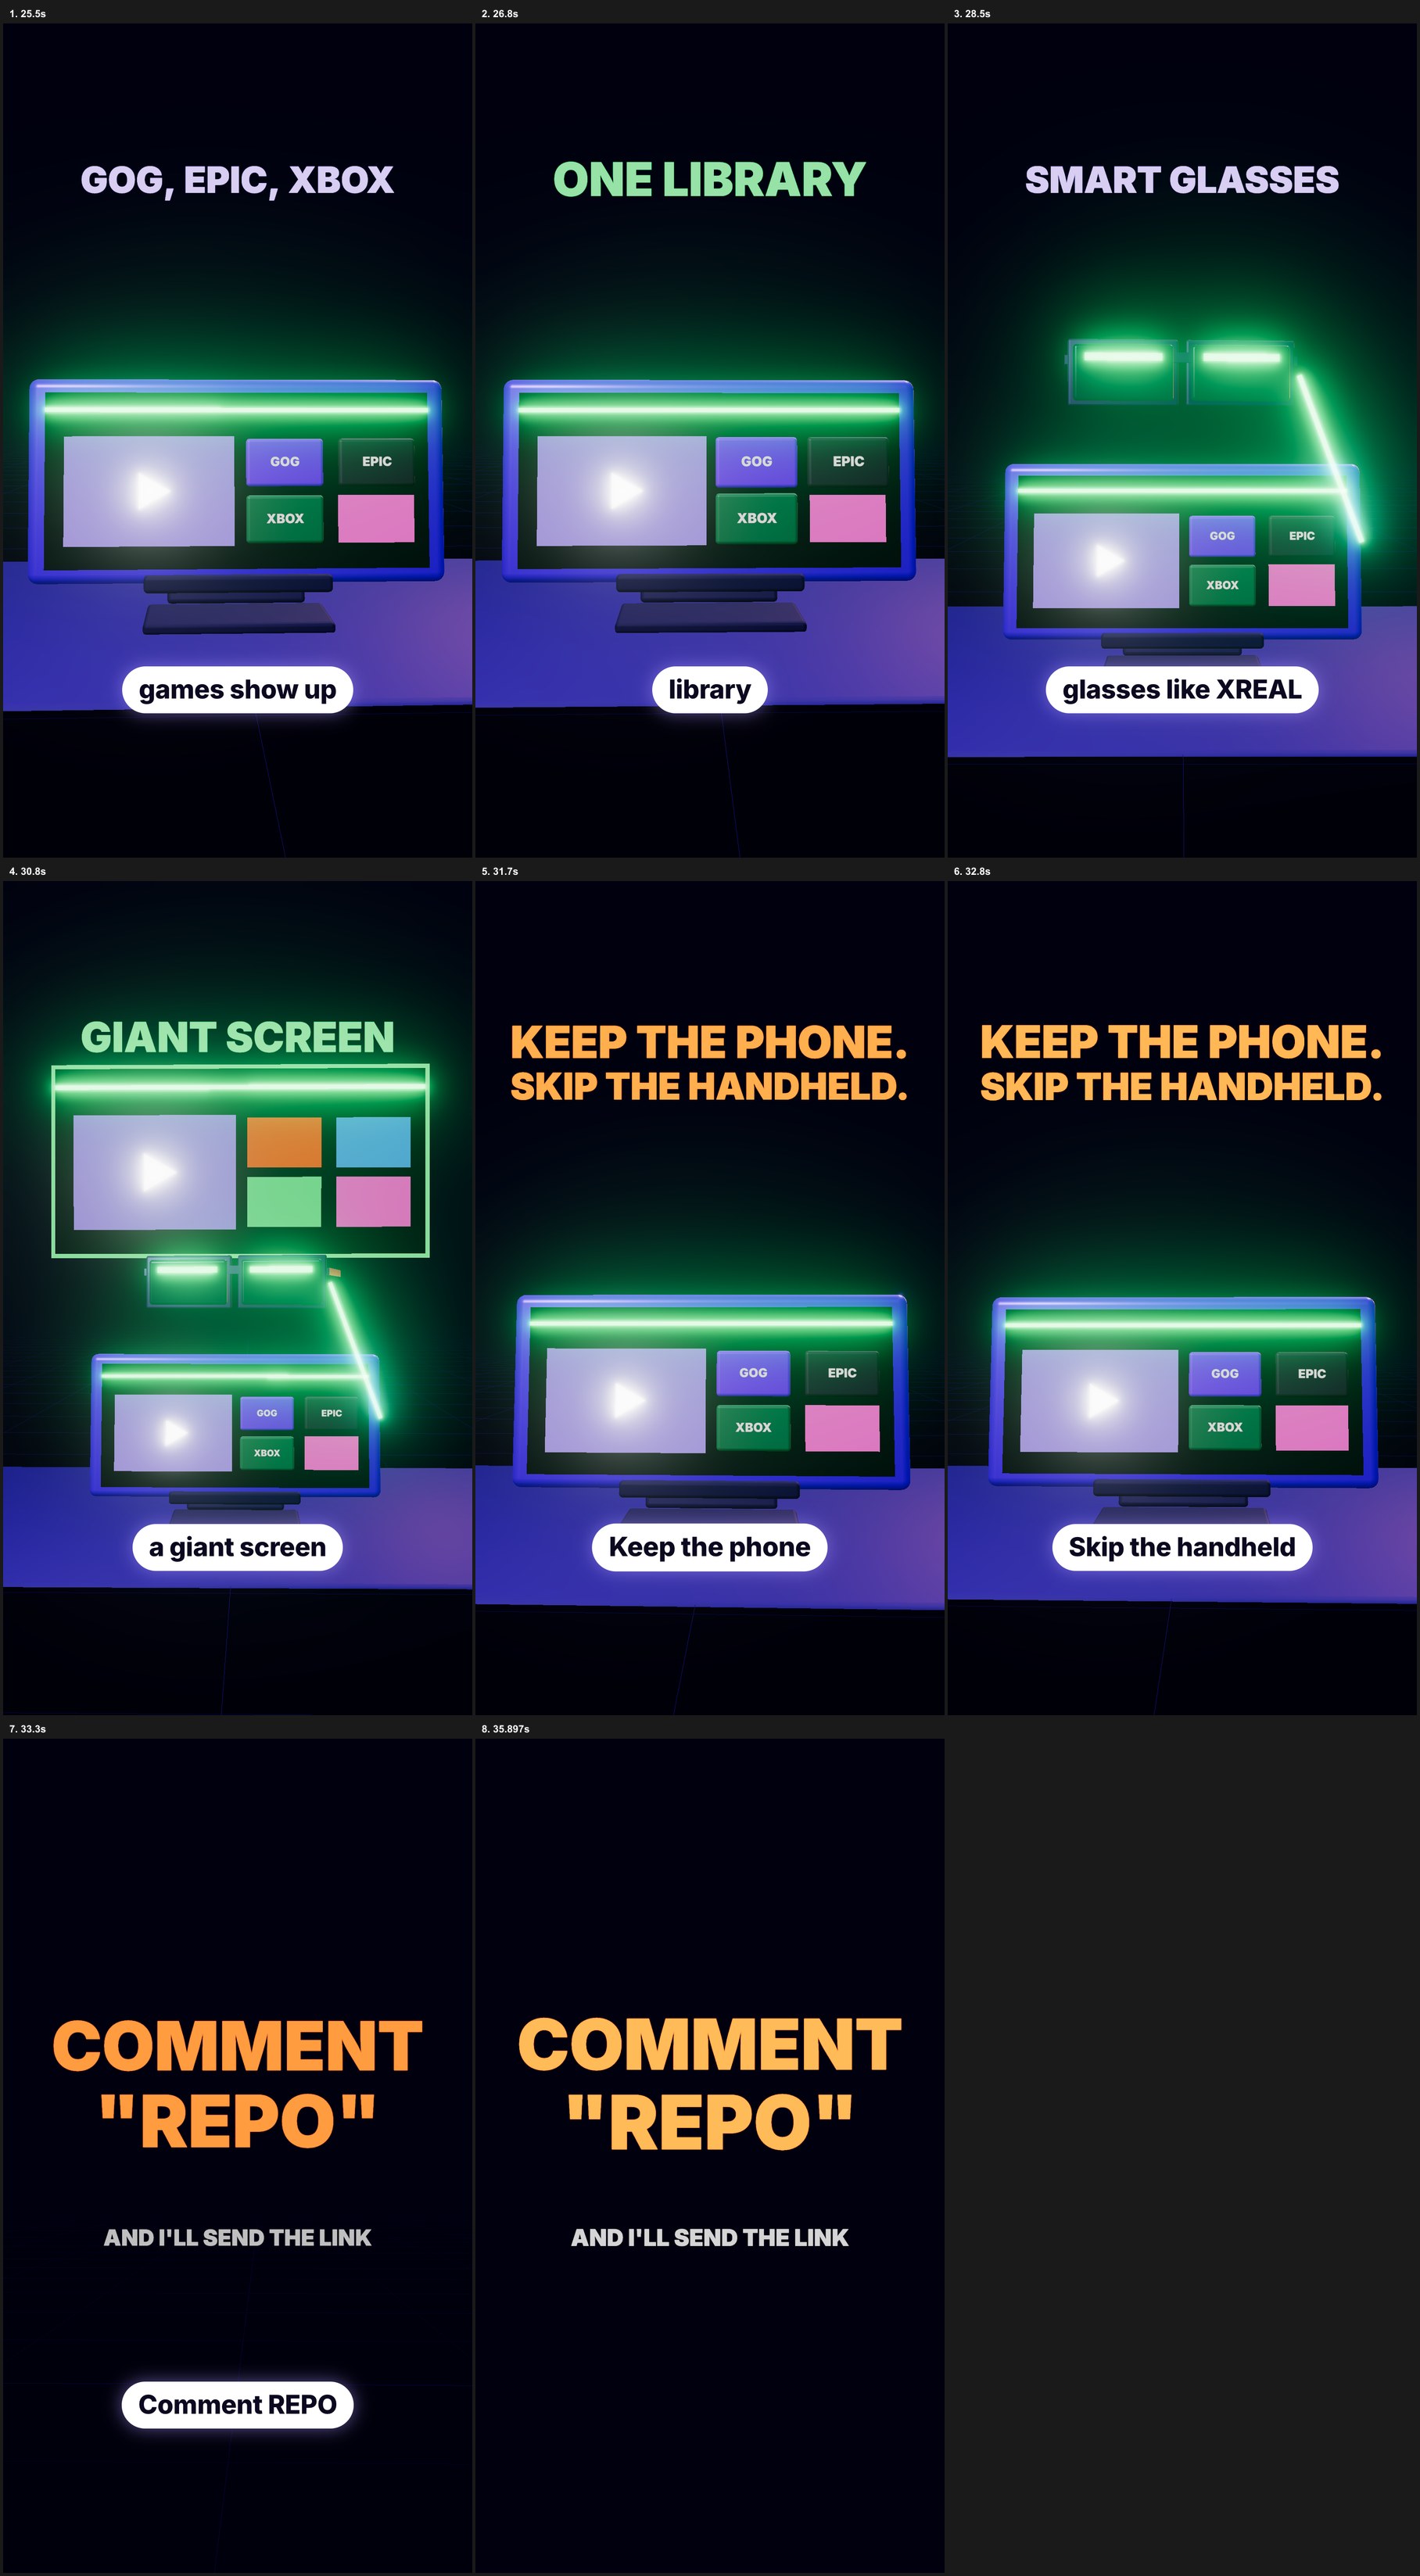 1. 25.5s
GOG, EPIC, XBOX
GOG
EPIC
XBOX
games show up
2. 26.8s
ONE LIBRARY
GOG
EPIC
XBOX
library
3. 28.5s
SMART GLASSES
GOG
EPIC
XBOX
glasses like XREAL
4. 30.8s
GIANT SCREEN
GOG
EPIC
XBOX
a giant screen
5. 31.7s
KEEP THE PHONE.
SKIP THE HANDHELD.
GOG
EPIC
XBOX
Keep the phone
6. 32.8s
KEEP THE PHONE.
SKIP THE HANDHELD.
GOG
EPIC
XBOX
Skip the handheld
7. 33.3s
COMMENT
"REPO"
AND I'LL SEND THE LINK
Comment REPO
8. 35.897s
COMMENT
"REPO"
AND I'LL SEND THE LINK